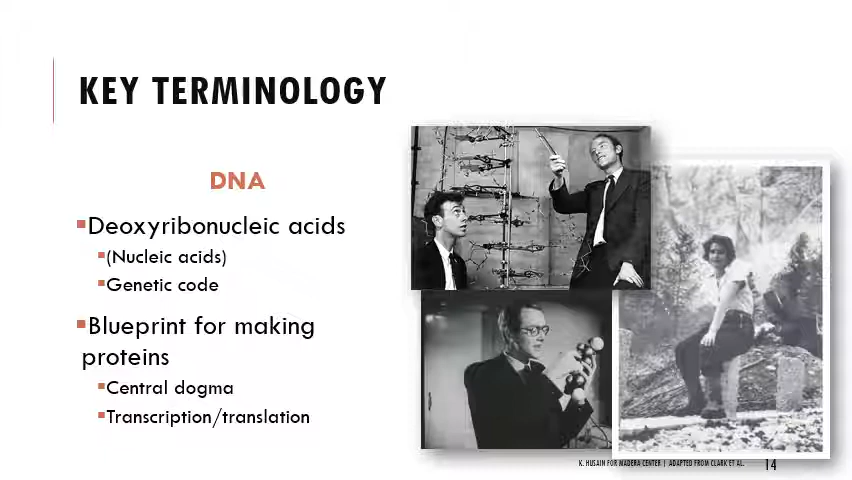 KEY TERMINOLOGY
DNA
Deoxyribonucleic acids
(Nucleic acids)
Genetic code
Blueprint for making
proteins
Central dogma
Transcription/translation
K. HUSAIN FOR MADERA CENTER | ADAPTED FROM CLARK ET AL.
14